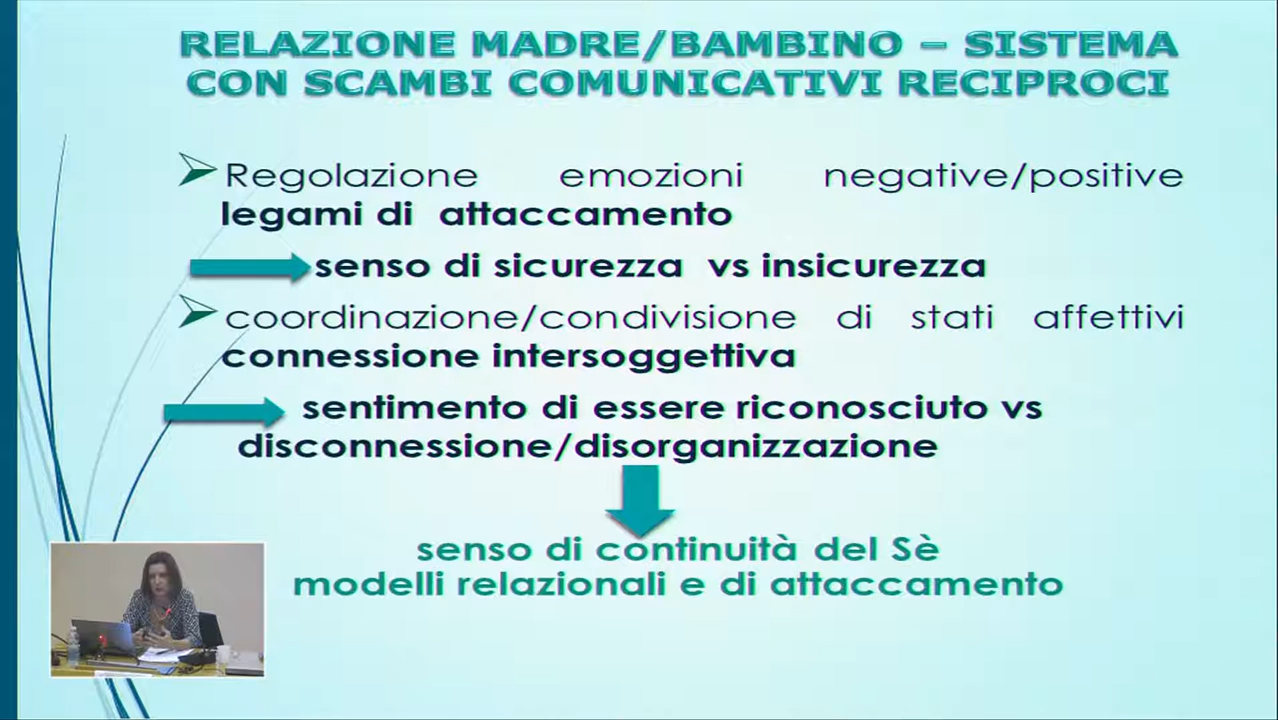 RELAZIONE MADRE/BAMBINO – SISTEMA
CON SCAMBI COMUNICATIVI RECIPROCI
Regolazione emozioni negative/positive
legami di attaccamento
senso di sicurezza vs insicurezza
coordinazione/condivisione di stati affettivi
connessione intersoggettiva
sentimento di essere riconosciuto vs
disconnessione/disorganizzazione
senso di continuità del Sè
modelli relazionali e di attaccamento